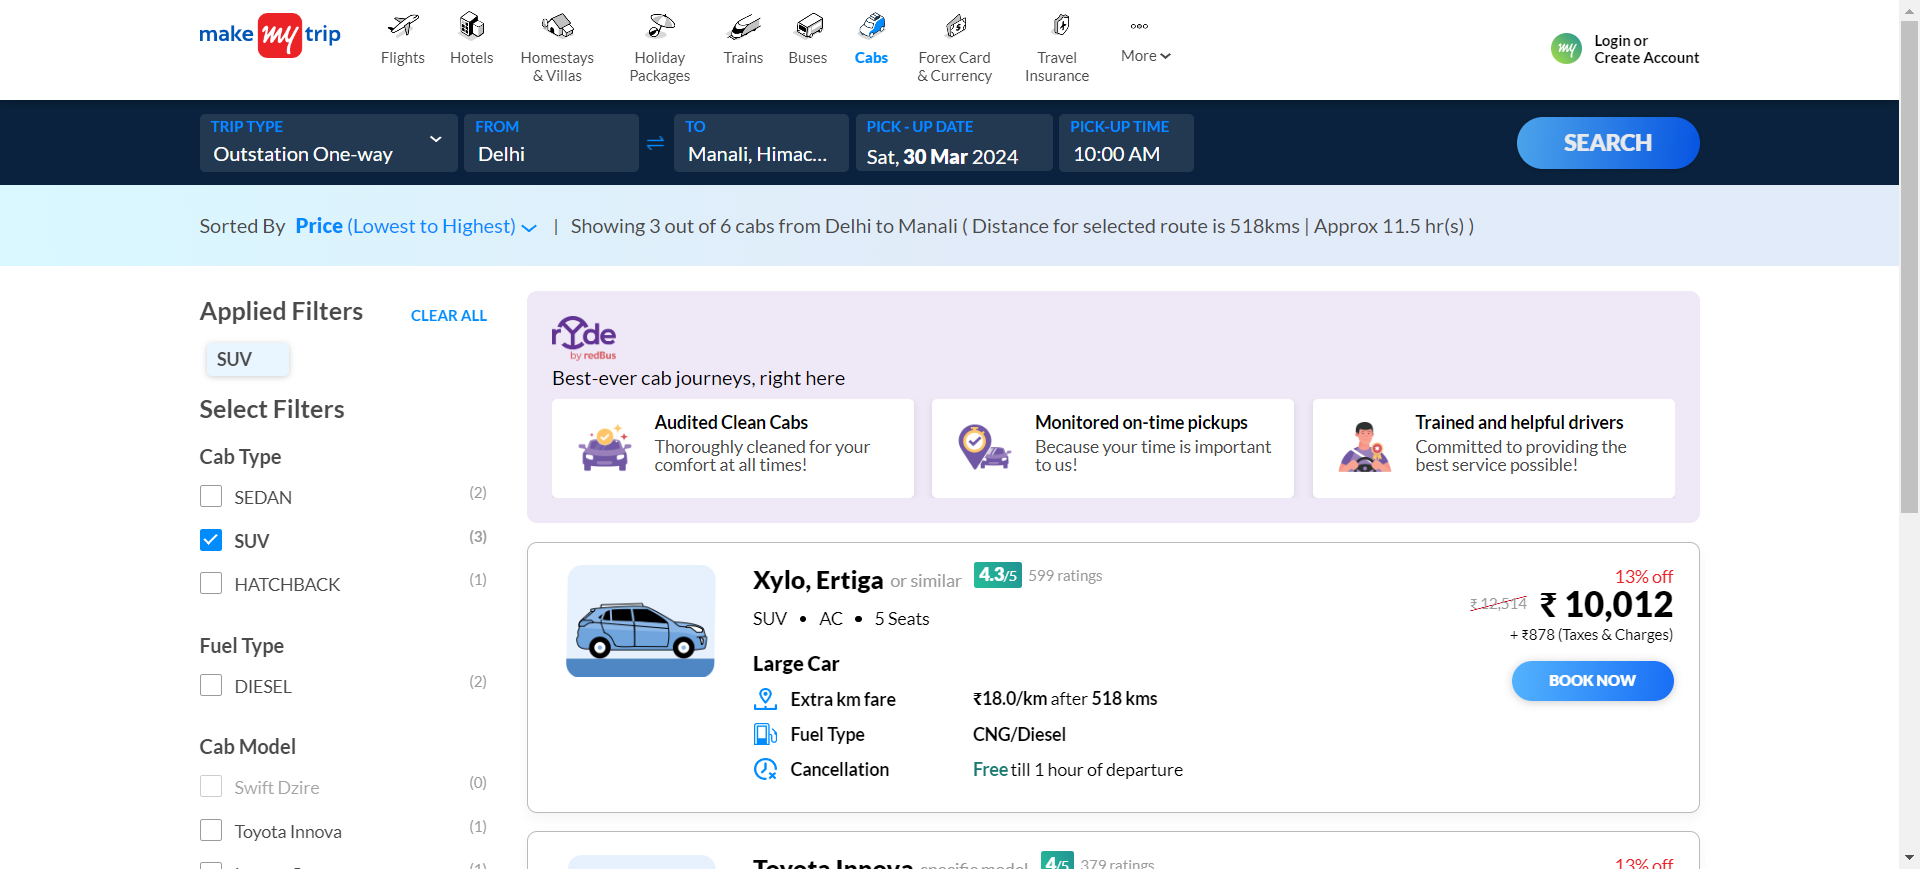 make my trip
Flights
Hotels
Homestays
& Villas
Holiday
Packages
Trains
Buses
Cabs
Forex Card
& Currency
Travel
Insurance
More
my
Login or
Create Account
TRIP TYPE
Outstation One-way
FROM
Delhi
TO
Manali, Himac...
PICK - UP DATE
Sat, 30 Mar 2024
PICK-UP TIME
10:00 AM
SEARCH
Sorted By Price (Lowest to Highest) | Showing 3 out of 6 cabs from Delhi to Manali ( Distance for selected route is 518kms | Approx 11.5 hr(s) )
Applied Filters
CLEAR ALL
SUV
Select Filters
Cab Type
SEDAN (2)
SUV (3)
HATCHBACK (1)
Fuel Type
DIESEL (2)
Cab Model
Swift Dzire (0)
Toyota Innova (1)
(1)
rYde
by redBus
Best-ever cab journeys, right here
Audited Clean Cabs
Thoroughly cleaned for your
comfort at all times!
Monitored on-time pickups
Because your time is important
to us!
Trained and helpful drivers
Committed to providing the
best service possible!
Xylo, Ertiga or similar 4.3/5 599 ratings
SUV • AC • 5 Seats
Large Car
Extra km fare ₹18.0/km after 518 kms
Fuel Type CNG/Diesel
Cancellation Free till 1 hour of departure
13% off
₹ 12,514 ₹ 10,012
+ ₹878 (Taxes & Charges)
BOOK NOW
Toyota Innova specific model 4/5 379 ratings
13% off